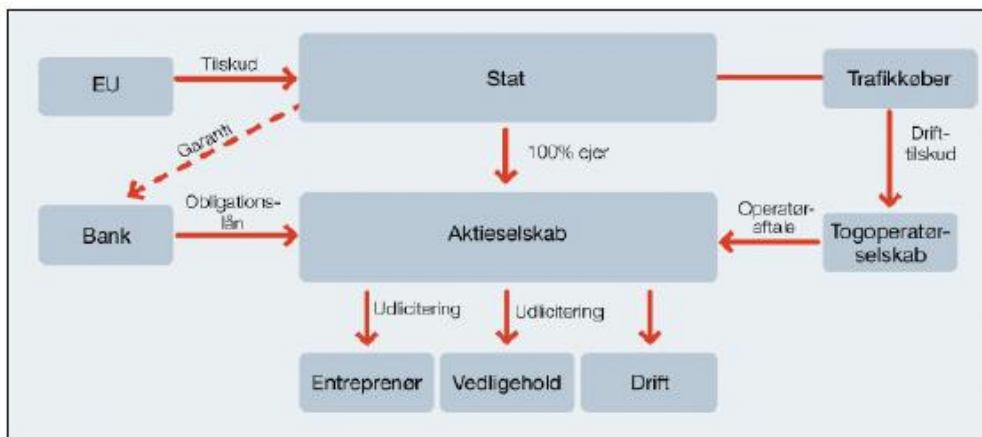 Tilskud
EU
Stat
Trafikkøber
Garanti
100% ejer
Drift-
tilskud
Obligations-
lån
Bank
Aktieselskab
Operatør-
aftale
Togoperatør-
selskab
Udlicitering
Udlicitering
Entreprenør
Vedligehold
Drift